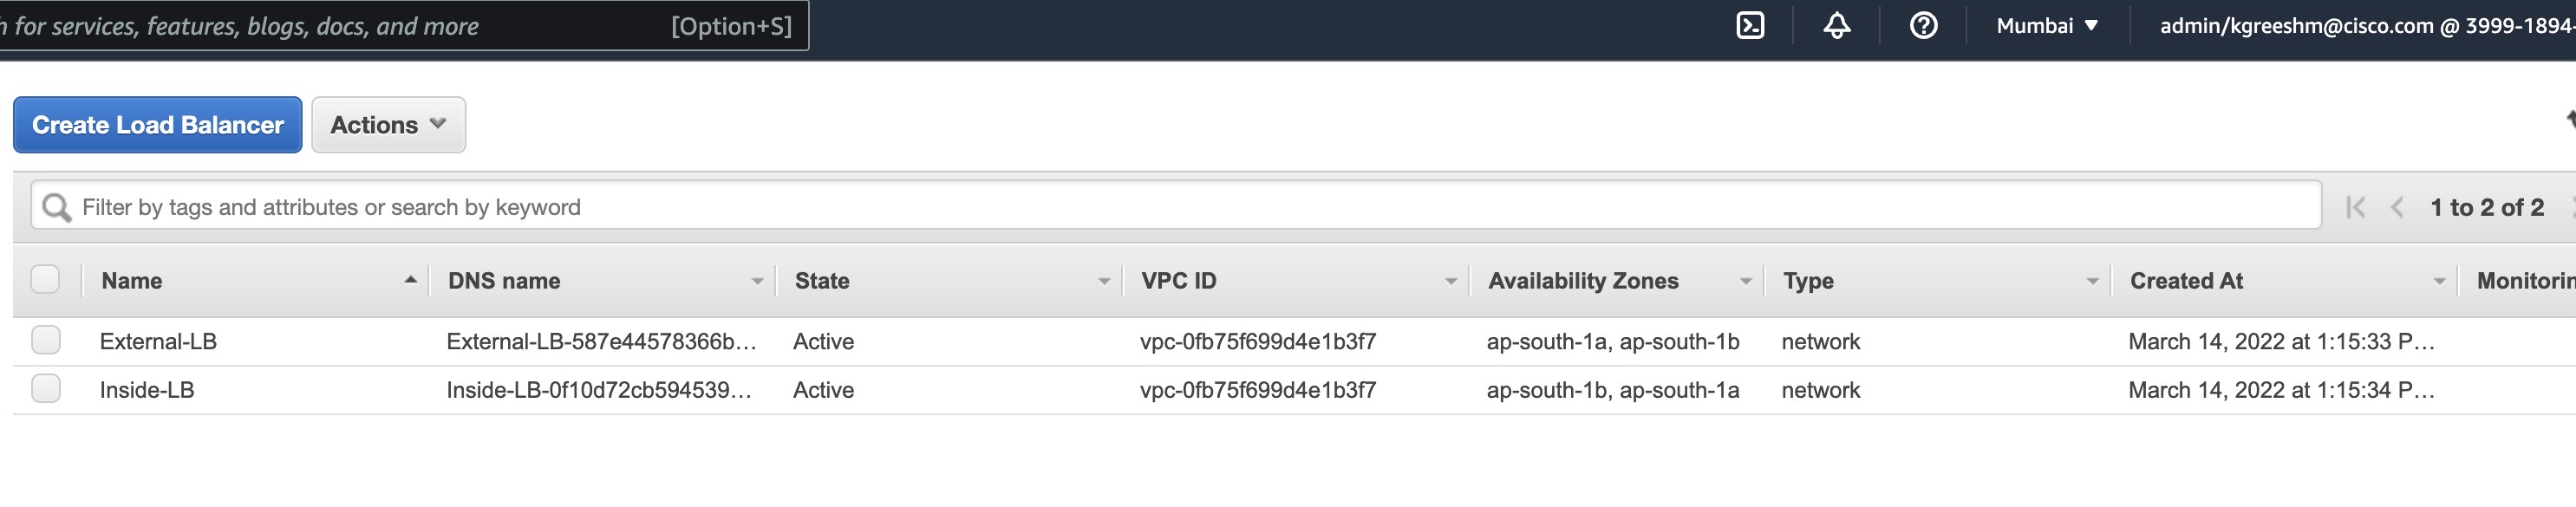 for services, features, blogs, docs, and more [Option+S] Mumbai ▼ admin/kgreeshm@cisco.com @ 3999-1894-
Create Load Balancer Actions
Filter by tags and attributes or search by keyword 1 to 2 of 2
Name DNS name State VPC ID Availability Zones Type Created At Monitorin
External-LB External-LB-587e44578366b... Active vpc-0fb75f699d4e1b3f7 ap-south-1a, ap-south-1b network March 14, 2022 at 1:15:33 P...
Inside-LB Inside-LB-0f10d72cb594539... Active vpc-0fb75f699d4e1b3f7 ap-south-1b, ap-south-1a network March 14, 2022 at 1:15:34 P...